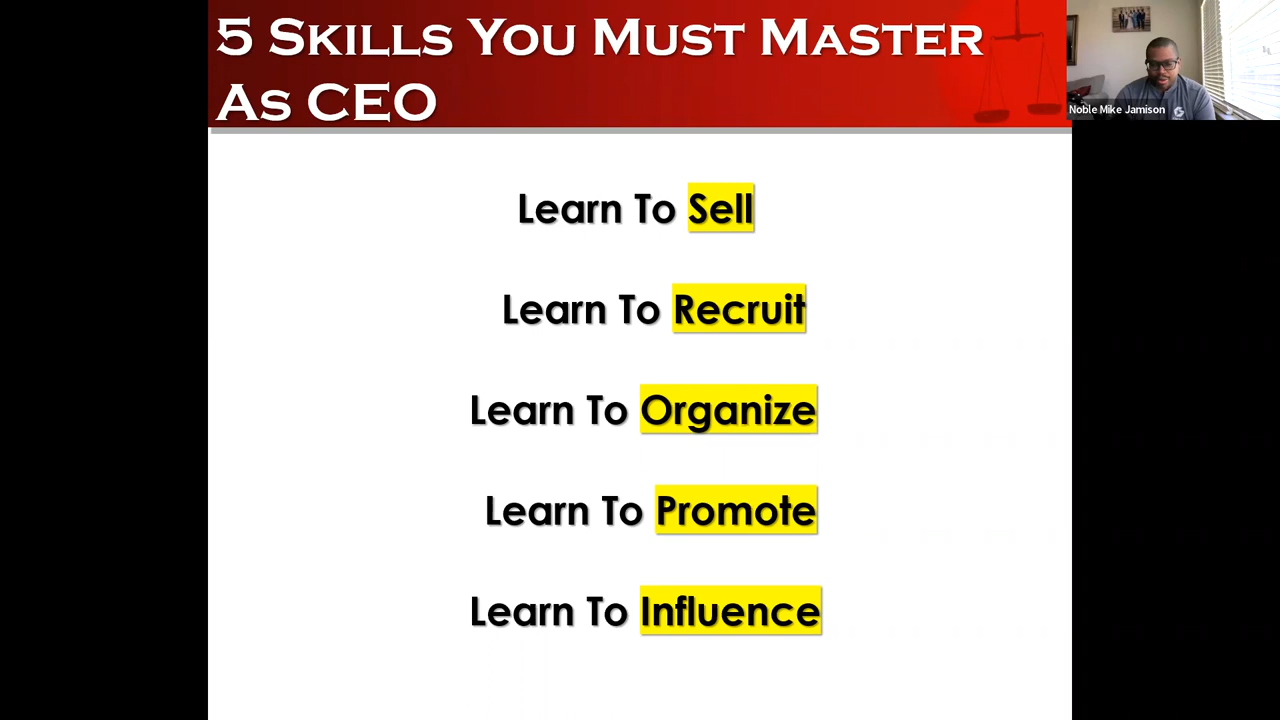 5 Skills You Must Master
As CEO
Noble Mike Jamison
Learn To Sell
Learn To Recruit
Learn To Organize
Learn To Promote
Learn To Influence